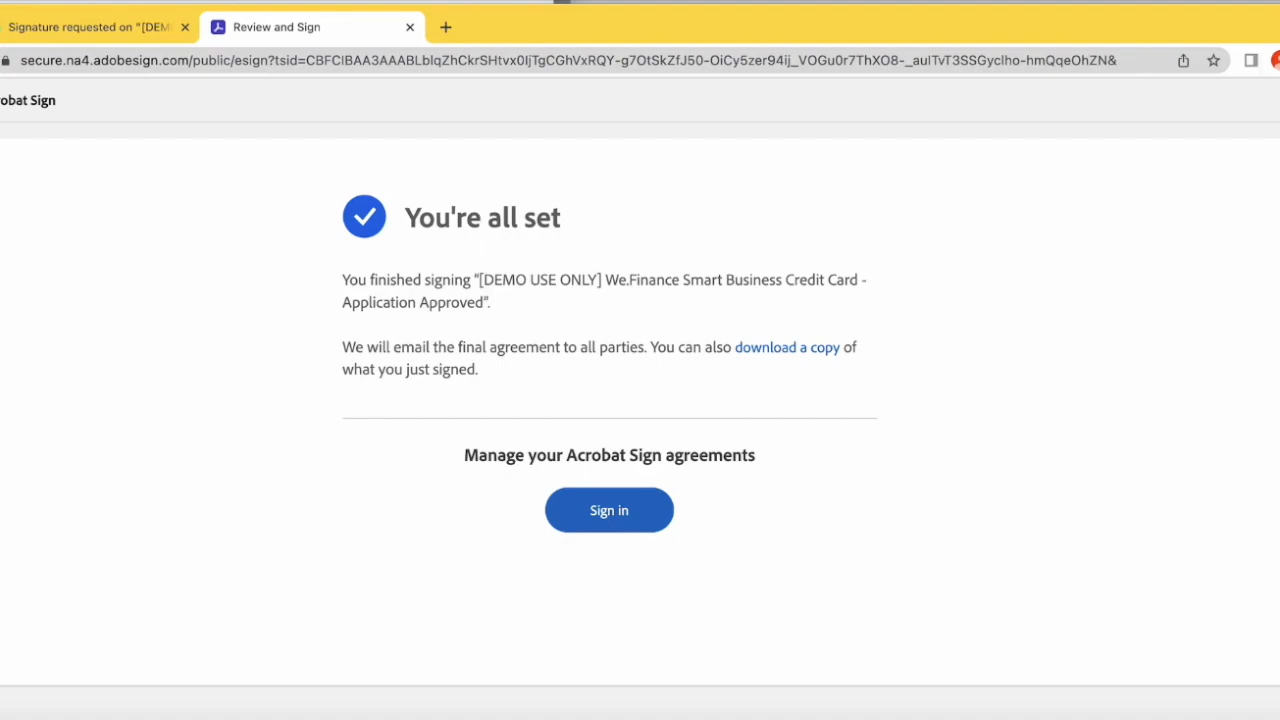 Signature requested on "[DEM
Review and Sign
secure.na4.adobesign.com/public/esign?tsid=CBFCIBAA3AAABLblqZhCkrSHtvx0IjTgCGhVxRQY-g7OtSkZfJ50-OiCy5zer94ij_VOGu0r7ThXO8-_auITvT3SSGyclho-hmQqeOhZN&
obat Sign
You're all set
You finished signing "[DEMO USE ONLY] We.Finance Smart Business Credit Card -
Application Approved".
We will email the final agreement to all parties. You can also download a copy of
what you just signed.
Manage your Acrobat Sign agreements
Sign in